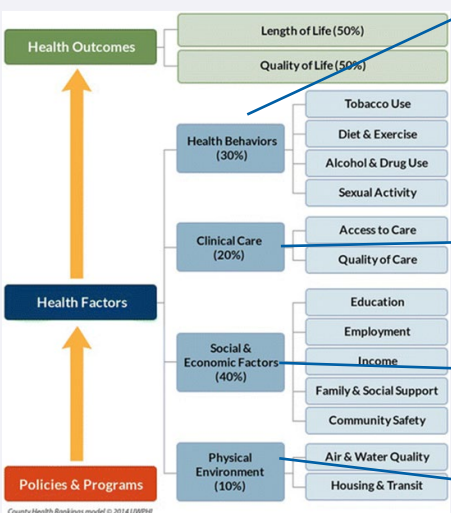 Health Outcomes
Length of Life (50%)
Quality of Life (50%)
Health Behaviors
(30%)
Tobacco Use
Diet & Exercise
Alcohol & Drug Use
Sexual Activity
Clinical Care
(20%)
Access to Care
Quality of Care
Health Factors
Social &
Economic Factors
(40%)
Education
Employment
Income
Family & Social Support
Community Safety
Physical
Environment
(10%)
Air & Water Quality
Housing & Transit
Policies & Programs
County Health Rankings model © 2014 UWPHI